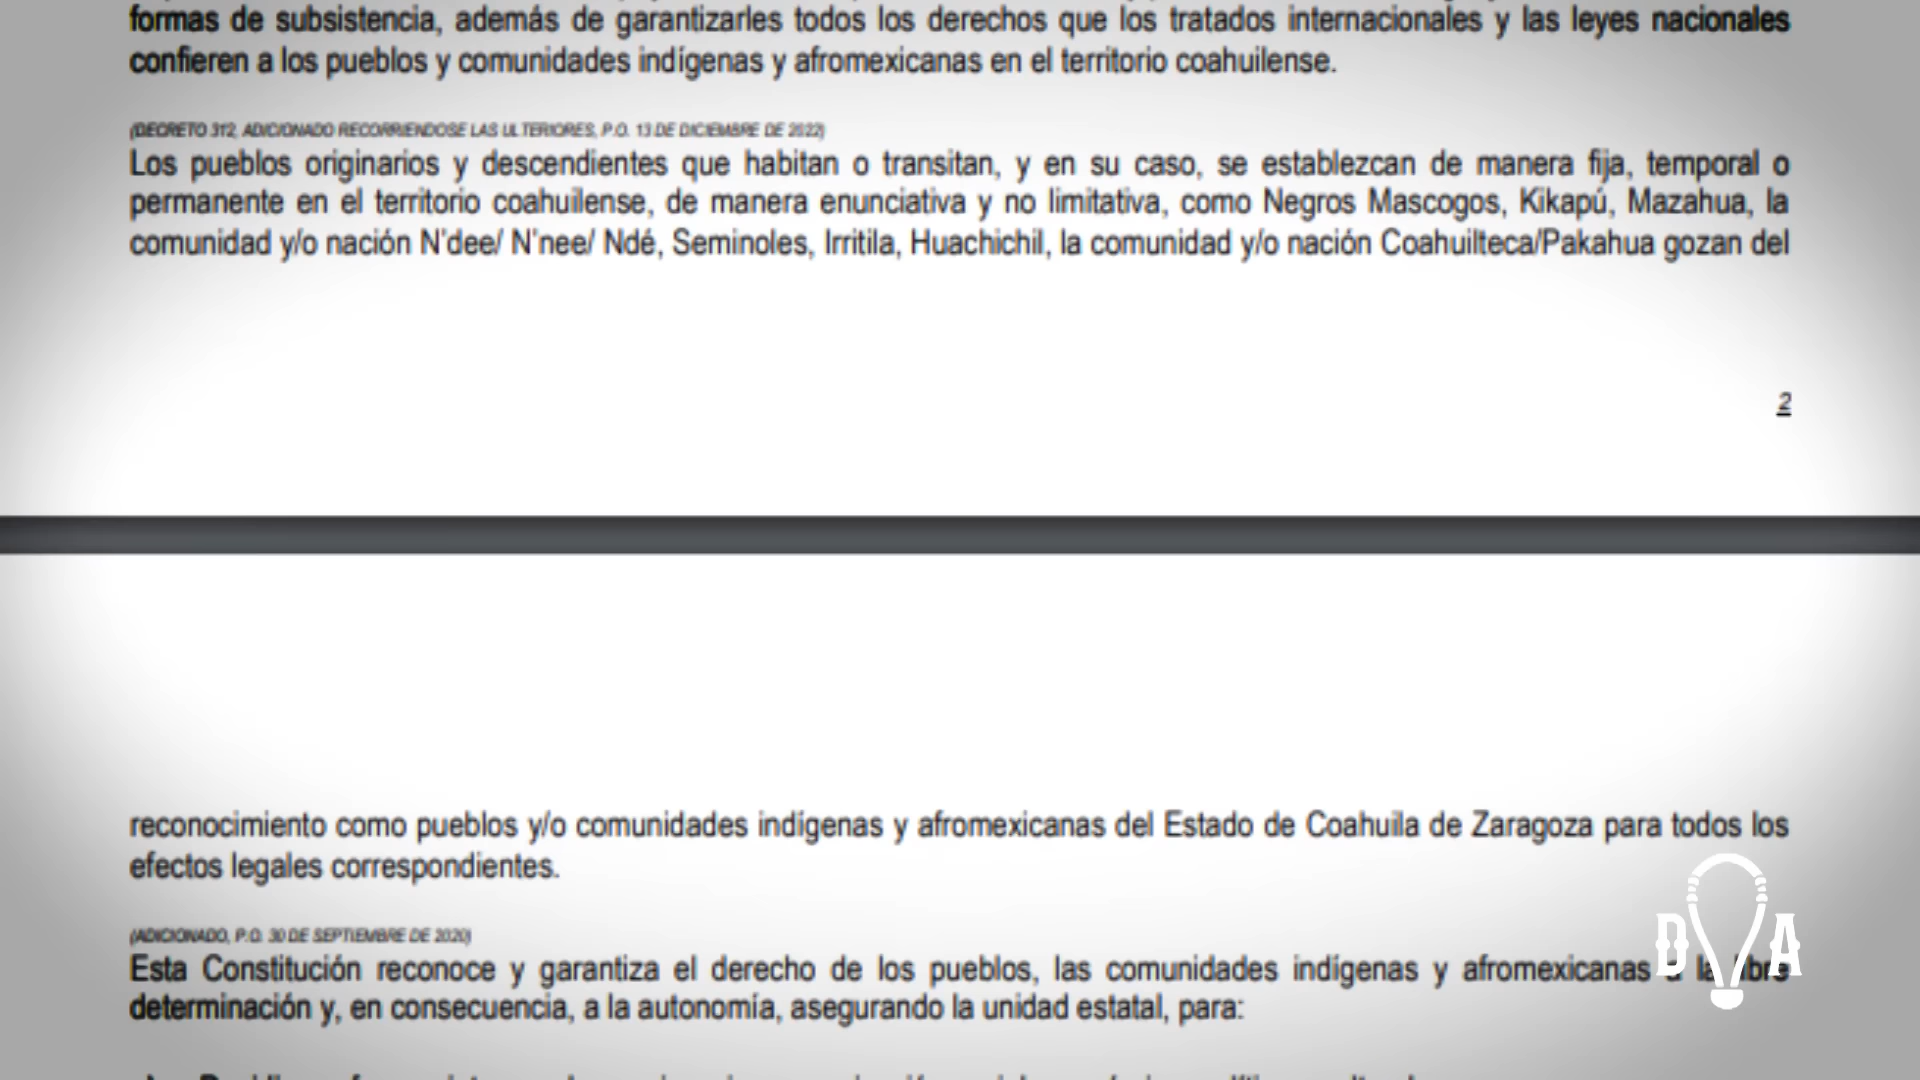 formas de subsistencia, además de garantizarles todos los derechos que los tratados internacionales y las leyes nacionales
confieren a los pueblos y comunidades indígenas y afromexicanas en el territorio coahuilense.
(DECRETO 312, ADICIONADO RECORRIENDOSE LAS ULTERIORES, P.O. 13 DE DICIEMBRE DE 2022)
Los pueblos originarios y descendientes que habitan o transitan, y en su caso, se establezcan de manera fija, temporal o
permanente en el territorio coahuilense, de manera enunciativa y no limitativa, como Negros Mascogos, Kikapú, Mazahua, la
comunidad y/o nación N'dee/ N'nee/ Ndé, Seminoles, Irritila, Huachichil, la comunidad y/o nación Coahuilteca/Pakahua gozan del
2
reconocimiento como pueblos y/o comunidades indígenas y afromexicanas del Estado de Coahuila de Zaragoza para todos los
efectos legales correspondientes.
(ADICIONADO, P.O. 30 DE SEPTIEMBRE DE 2020)
Esta Constitución reconoce y garantiza el derecho de los pueblos, las comunidades indígenas y afromexicanas a la libre
determinación y, en consecuencia, a la autonomía, asegurando la unidad estatal, para:
D A